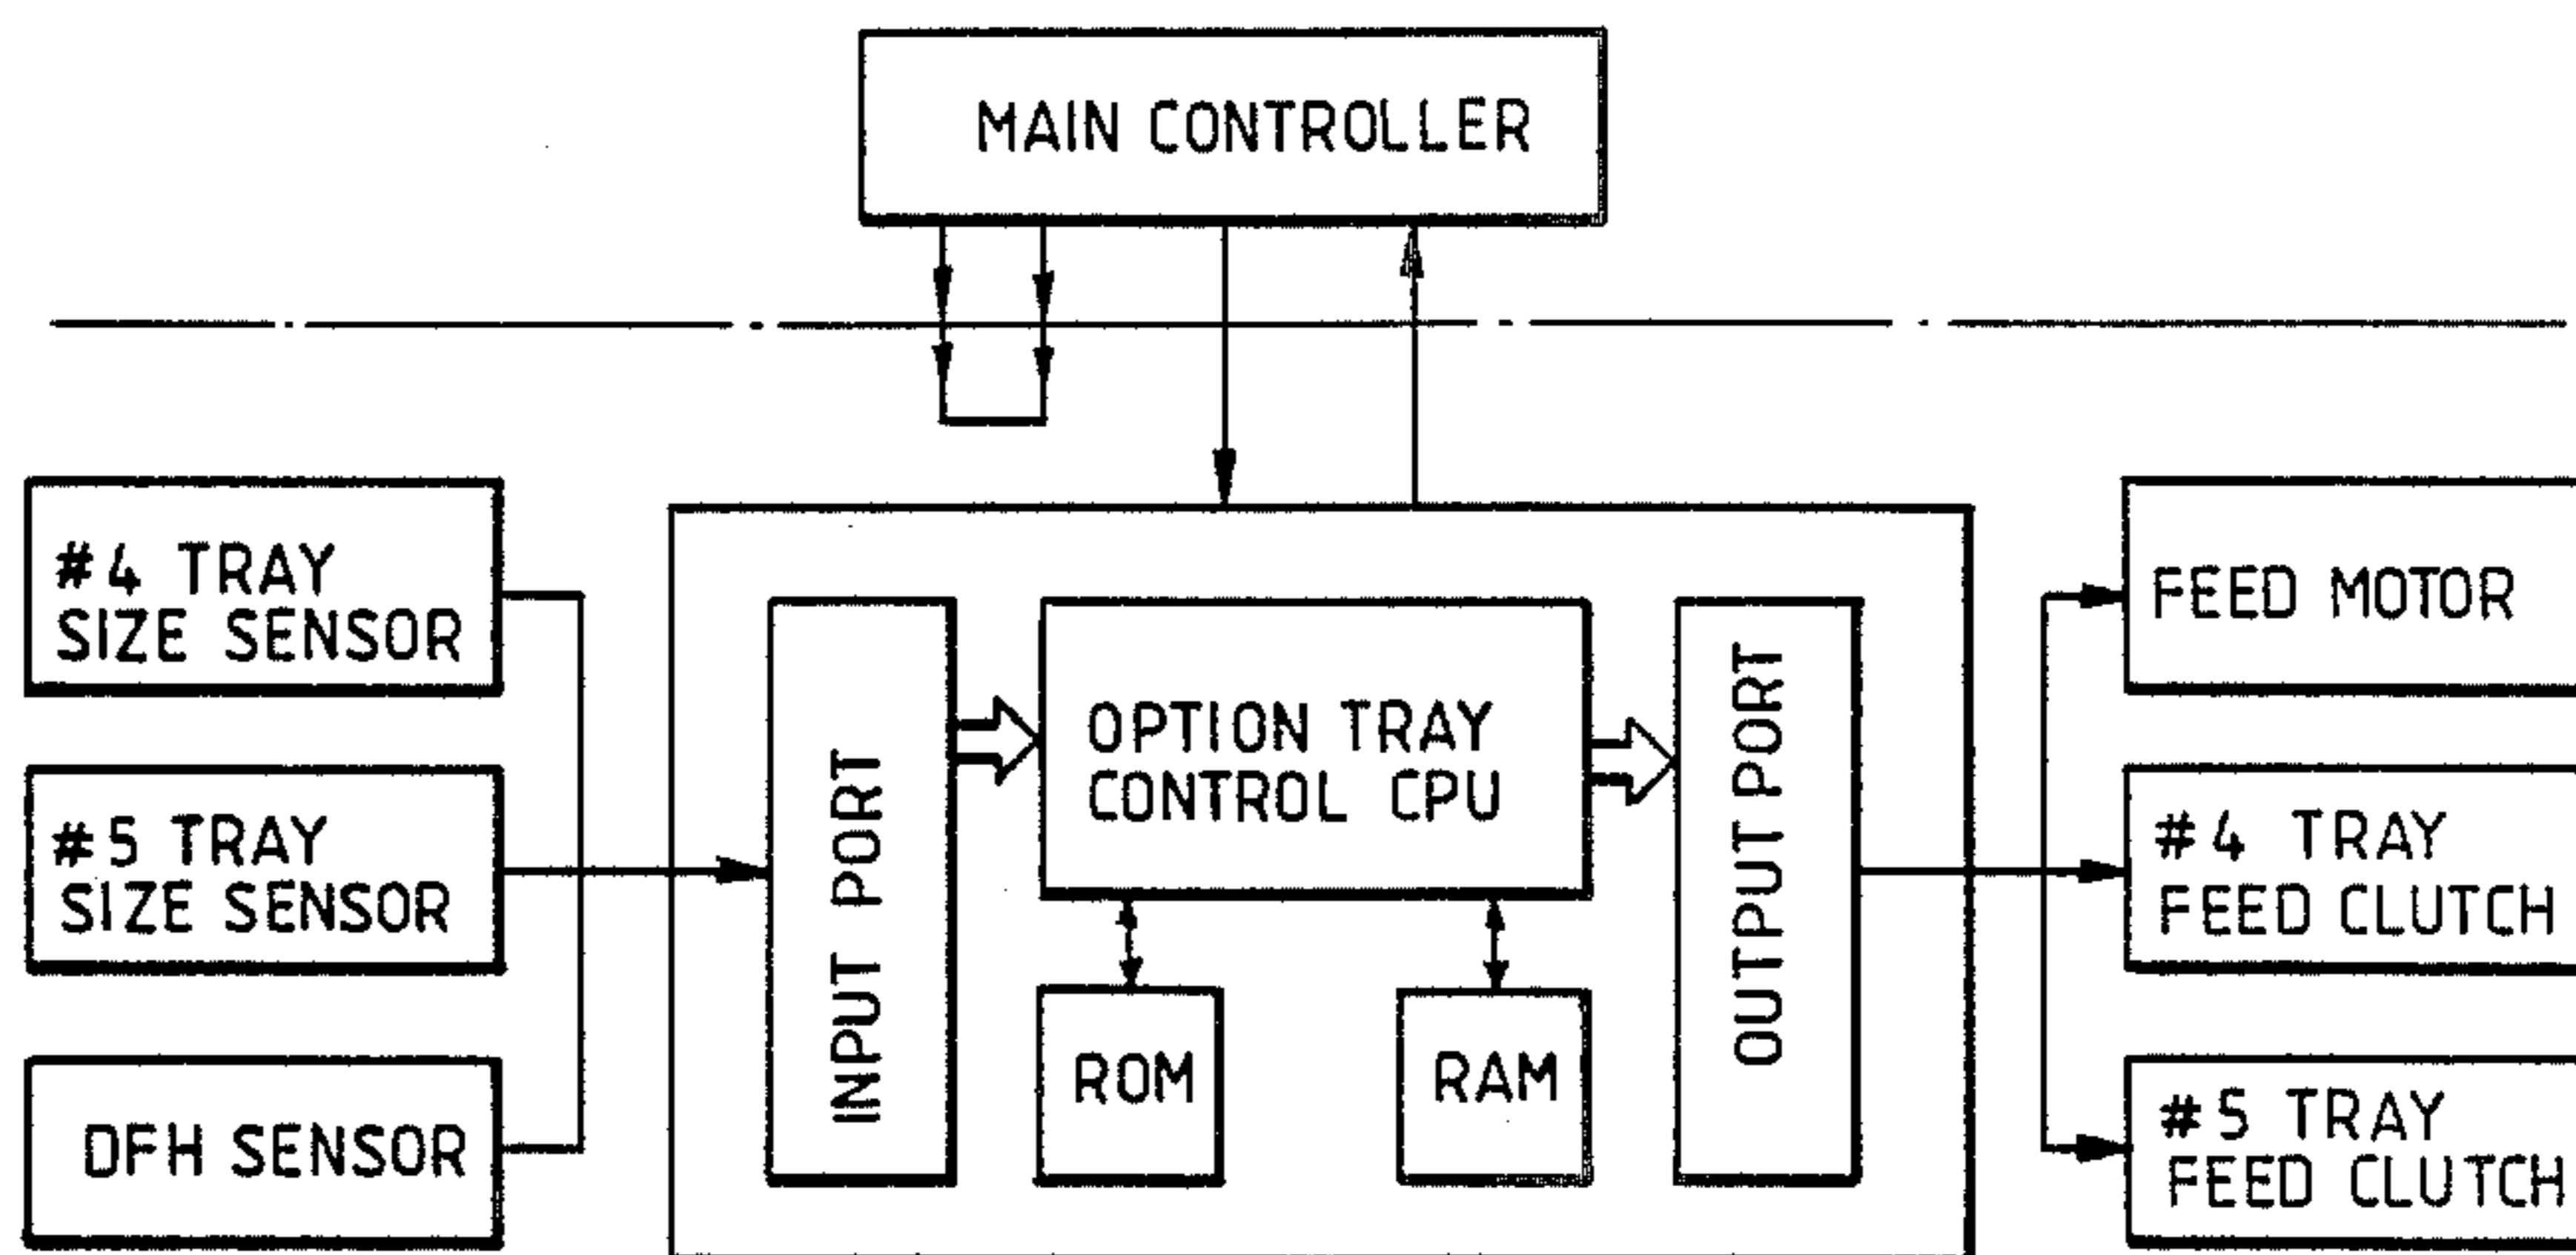 MAIN CONTROLLER
#4 TRAY
SIZE SENSOR
#5 TRAY
SIZE SENSOR
DFH SENSOR
INPUT PORT
OPTION TRAY
CONTROL CPU
ROM
RAM
OUTPUT PORT
FEED MOTOR
#4 TRAY
FEED CLUTCH
#5 TRAY
FEED CLUTCH